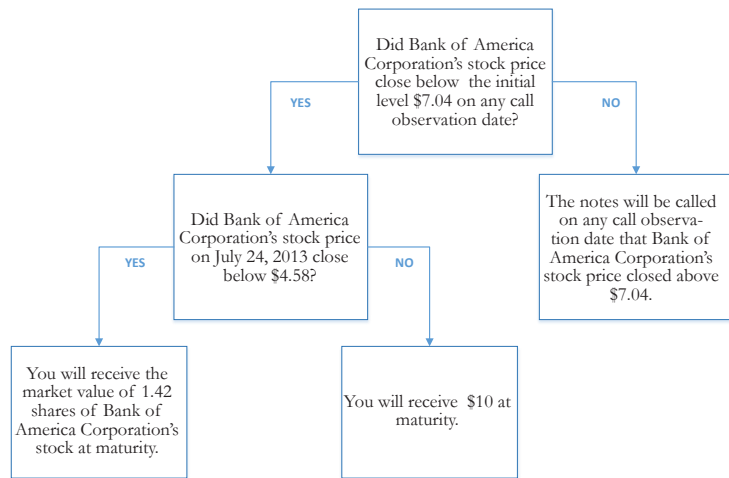 Did Bank of America
Corporation's stock price
close below the initial
level $7.04 on any call
observation date?
YES
NO
Did Bank of America
Corporation's stock price
on July 24, 2013 close
below $4.58?
The notes will be called
on any call observa-
tion date that Bank of
America Corporation's
stock price closed above
$7.04.
YES
NO
You will receive the
market value of 1.42
shares of Bank of
America Corporation's
stock at maturity.
You will receive $10 at
maturity.